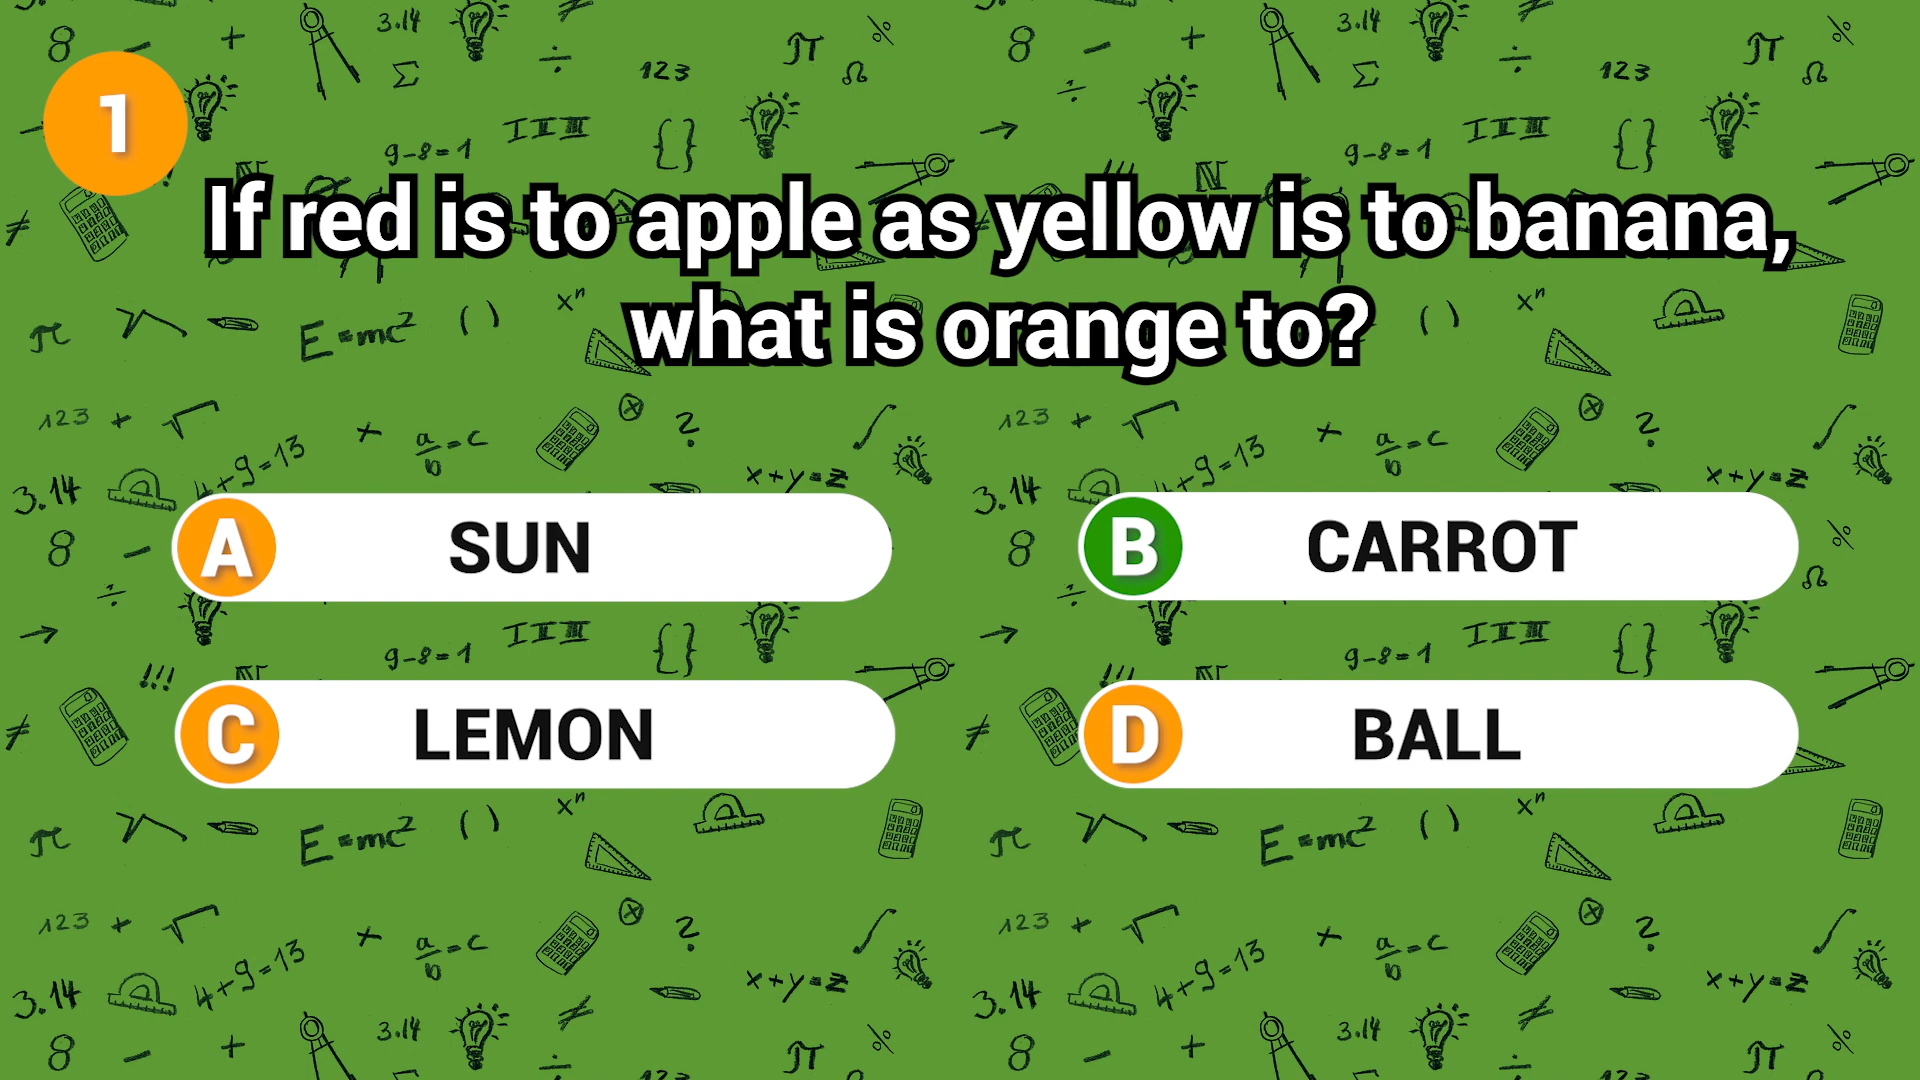 1
If red is to apple as yellow is to banana,
what is orange to?
A SUN
B CARROT
C LEMON
D BALL